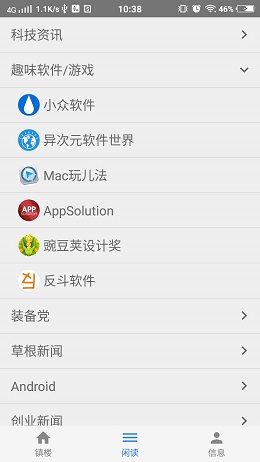 4G 1.1K/s 10:38 46%
科技资讯
趣味软件/游戏
小众软件
异次元软件世界
Mac玩儿法
APP AppSolution
豌豆荚设计奖
反斗软件
装备党
草根新闻
Android
创业新闻
镇楼 闲读 信息